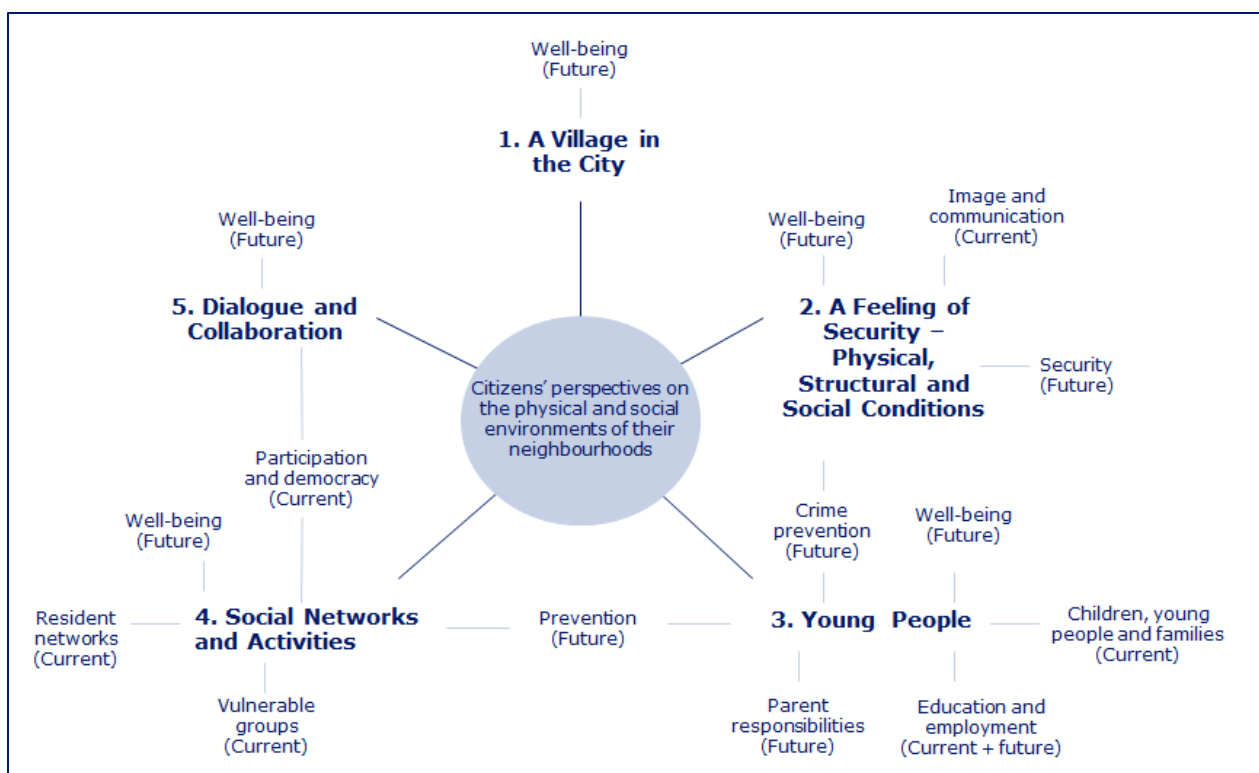 Well-being
(Future)
1. A Village in
the City
Well-being
(Future)
Image and
communication
(Current)
Well-being
(Future)
5. Dialogue and
Collaboration
2. A Feeling of
Security –
Physical,
Structural and
Social Conditions
Security
(Future)
Citizens’ perspectives on
the physical and social
environments of their
neighbourhoods
Participation
and democracy
(Current)
Well-being
(Future)
Crime
prevention
(Future)
Well-being
(Future)
Resident
networks
(Current)
4. Social Networks
and Activities
Prevention
(Future)
3. Young People
Children, young
people and families
(Current)
Vulnerable
groups
(Current)
Parent
responsibilities
(Future)
Education and
employment
(Current + future)